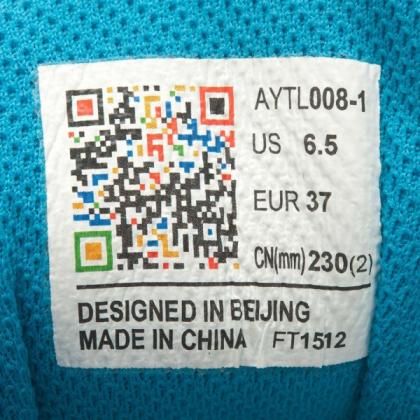 AYTL008-1
US 6.5
EUR 37
CN(mm) 230(2)
DESIGNED IN BEIJING
MADE IN CHINA FT1512